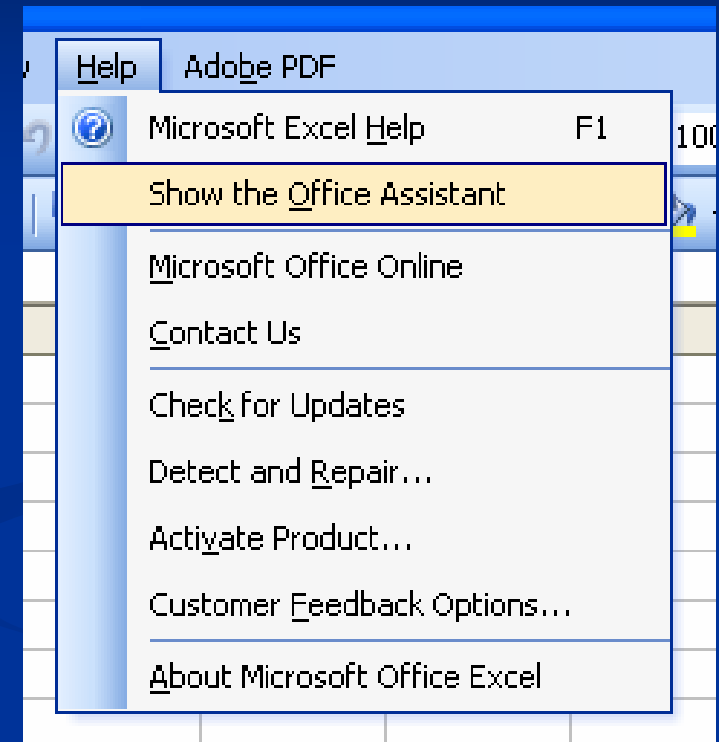 Help Adobe PDF
Microsoft Excel Help F1
100
Show the Office Assistant
Microsoft Office Online
Contact Us
Check for Updates
Detect and Repair...
Activate Product...
Customer Feedback Options...
About Microsoft Office Excel